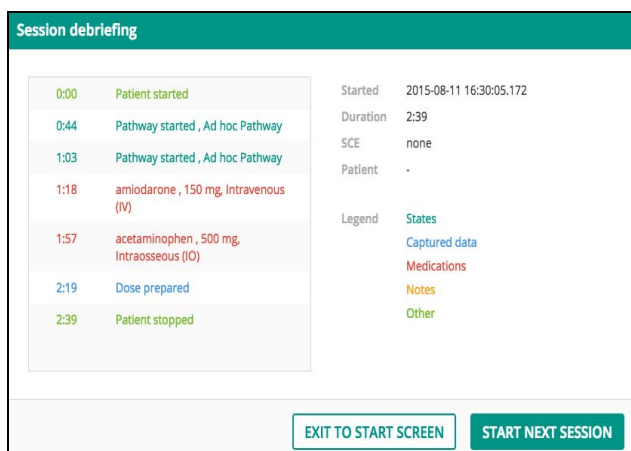 Session debriefing
0:00 Patient started
0:44 Pathway started , Ad hoc Pathway
1:03 Pathway started , Ad hoc Pathway
1:18 amiodarone , 150 mg, Intravenous
(IV)
1:57 acetaminophen , 500 mg,
Intraosseous (IO)
2:19 Dose prepared
2:39 Patient stopped
Started 2015-08-11 16:30:05.172
Duration 2:39
SCE none
Patient -
Legend States
Captured data
Medications
Notes
Other
EXIT TO START SCREEN
START NEXT SESSION